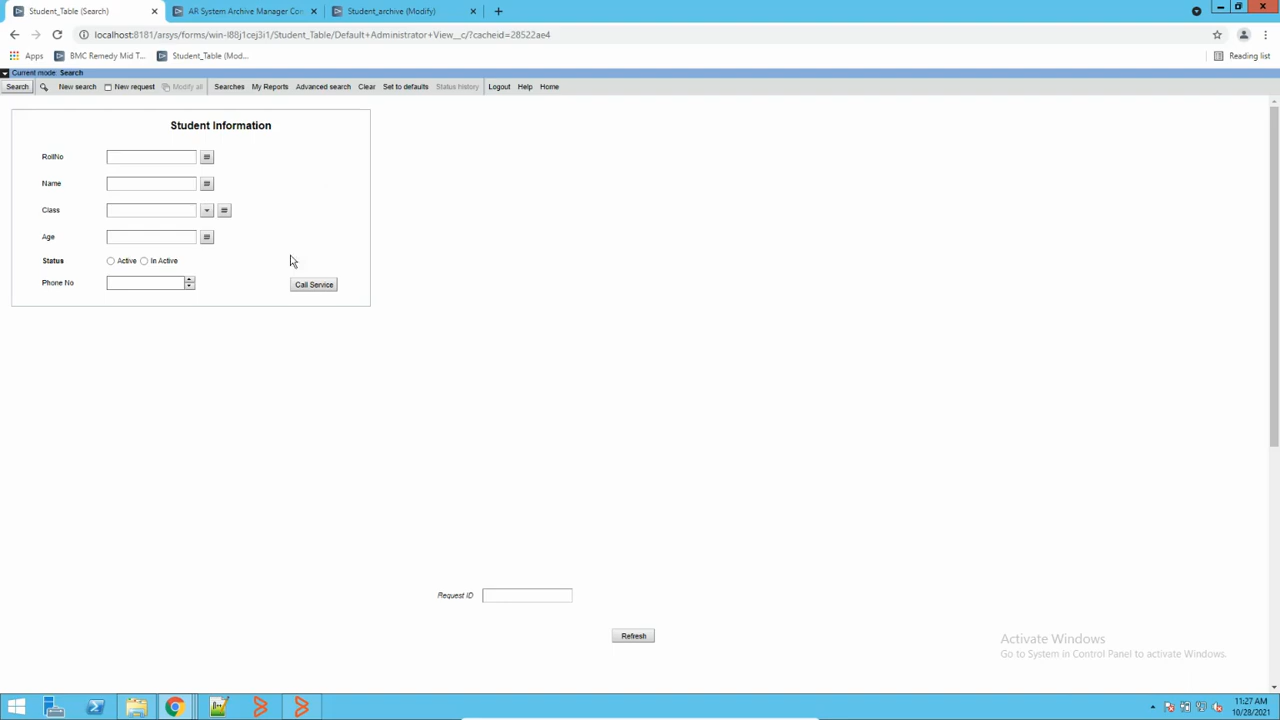 Student_Table (Search)
AR System Archive Manager Con
Student_archive (Modify)
localhost:8181/arsys/forms/win-l88j1cej3i1/Student_Table/Default+Administrator+View__c/?cacheid=28522ae4
Apps
BMC Remedy Mid T...
Student_Table (Mod...
Reading list
Current mode: Search
Search
New search
New request
Modify all
Searches
My Reports
Advanced search
Clear
Set to defaults
Status history
Logout
Help
Home
Student Information
RollNo
Name
Class
Age
Status
Active
In Active
Phone No
Call Service
Request ID
Refresh
Activate Windows
Go to System in Control Panel to activate Windows.
11:27 AM
10/28/2021